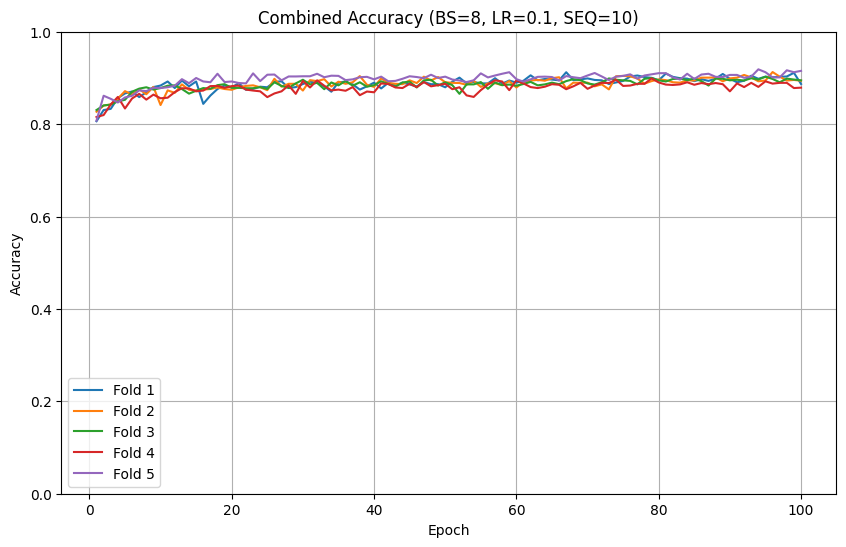 Combined Accuracy (BS=8, LR=0.1, SEQ=10)
1.0
0.8
0.6
0.4
0.2
0.0
Accuracy
Fold 1
Fold 2
Fold 3
Fold 4
Fold 5
0 20 40 60 80 100
Epoch